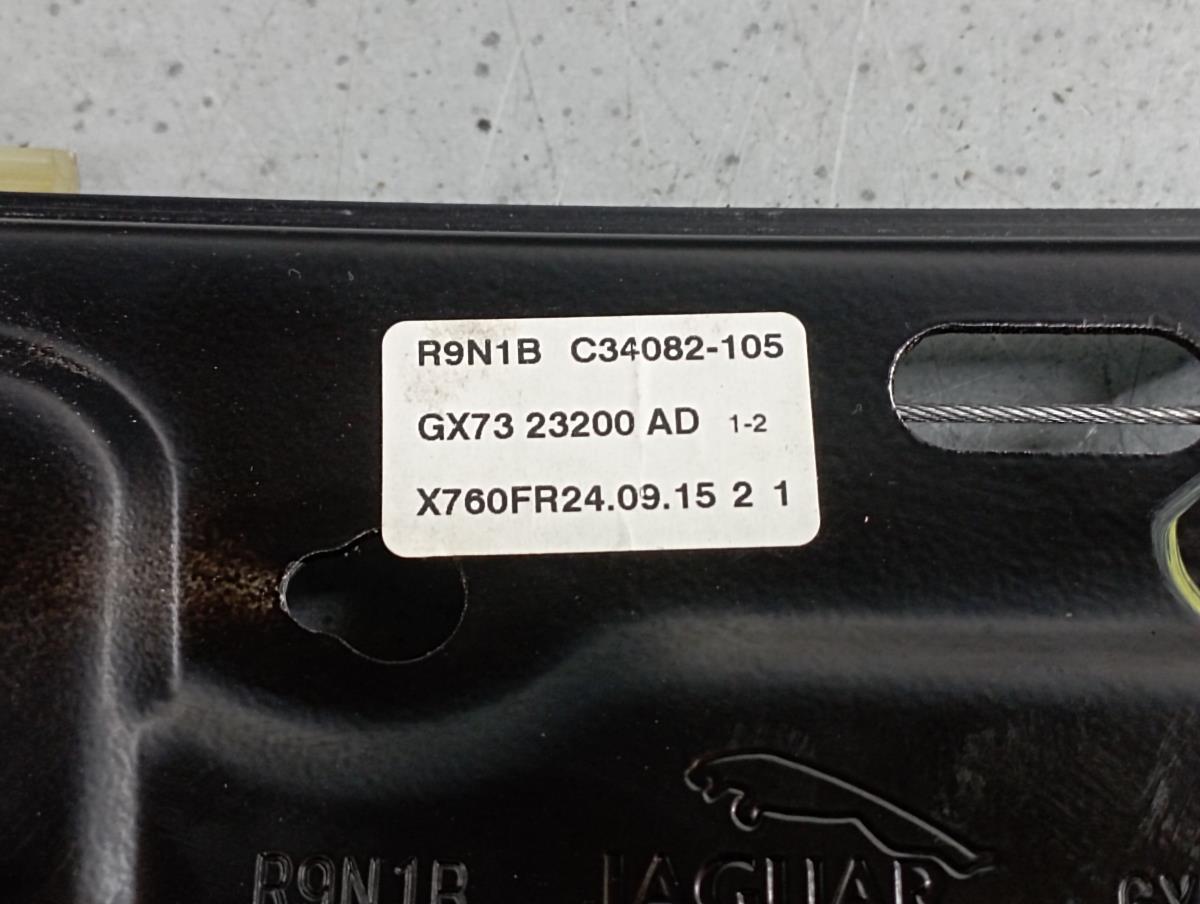 R9N1B C34082-105
GX73 23200 AD 1-2
X760FR24.09.15 2 1
R9N1B JAGUAR